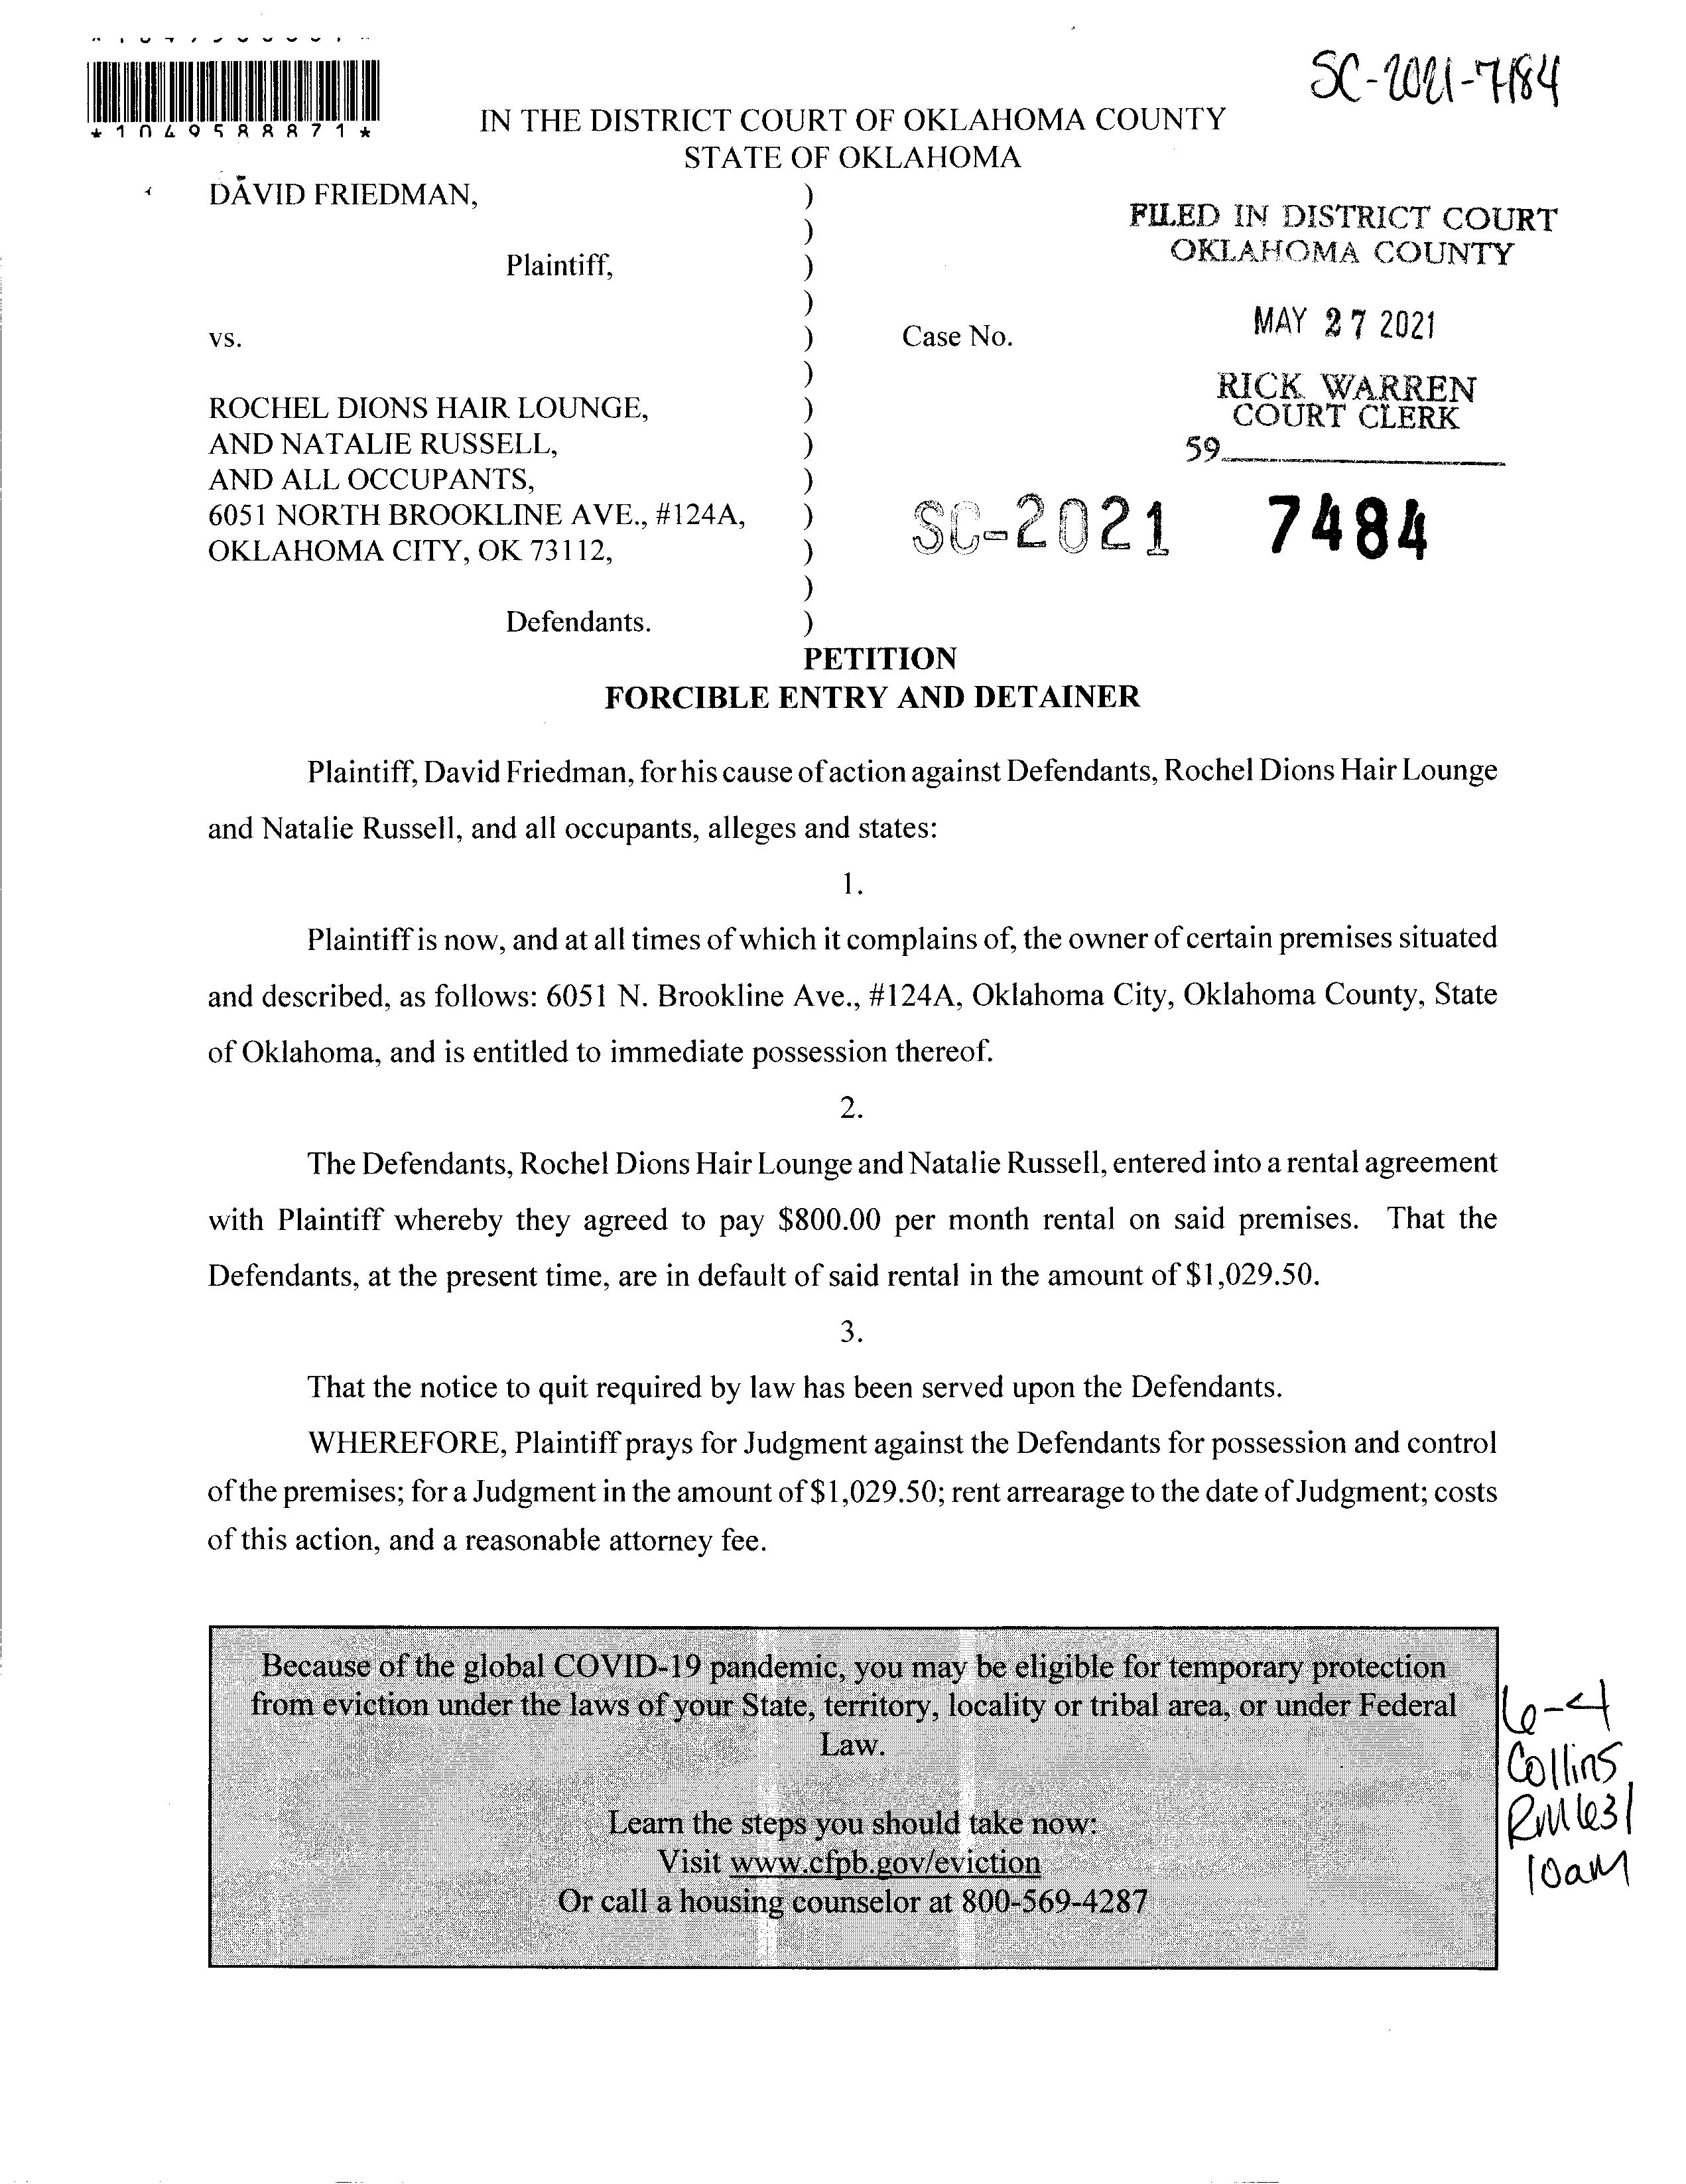 SC-2021-7184
*1049588871*
IN THE DISTRICT COURT OF OKLAHOMA COUNTY
STATE OF OKLAHOMA
DAVID FRIEDMAN,
Plaintiff,
vs.
ROCHEL DIONS HAIR LOUNGE,
AND NATALIE RUSSELL,
AND ALL OCCUPANTS,
6051 NORTH BROOKLINE AVE., #124A,
OKLAHOMA CITY, OK 73112,
Defendants.
)
)
)
)
)
)
)
)
)
)
)
)
)
Case No.
FILED IN DISTRICT COURT
OKLAHOMA COUNTY
MAY 27 2021
RICK WARREN
COURT CLERK
59
SC-2021 7484
PETITION
FORCIBLE ENTRY AND DETAINER
Plaintiff, David Friedman, for his cause of action against Defendants, Rochel Dions Hair Lounge
and Natalie Russell, and all occupants, alleges and states:
1.
Plaintiff is now, and at all times of which it complains of, the owner of certain premises situated
and described, as follows: 6051 N. Brookline Ave., #124A, Oklahoma City, Oklahoma County, State
of Oklahoma, and is entitled to immediate possession thereof.
2.
The Defendants, Rochel Dions Hair Lounge and Natalie Russell, entered into a rental agreement
with Plaintiff whereby they agreed to pay $800.00 per month rental on said premises. That the
Defendants, at the present time, are in default of said rental in the amount of $1,029.50.
3.
That the notice to quit required by law has been served upon the Defendants.
WHEREFORE, Plaintiff prays for Judgment against the Defendants for possession and control
of the premises; for a Judgment in the amount of $1,029.50; rent arrearage to the date of Judgment; costs
of this action, and a reasonable attorney fee.
Because of the global COVID-19 pandemic, you may be eligible for temporary protection
from eviction under the laws of your State, territory, locality or tribal area, or under Federal
Law.
Learn the steps you should take now:
Visit www.cfpb.gov/eviction
Or call a housing counselor at 800-569-4287
6-4
Collins
Rm631
10am